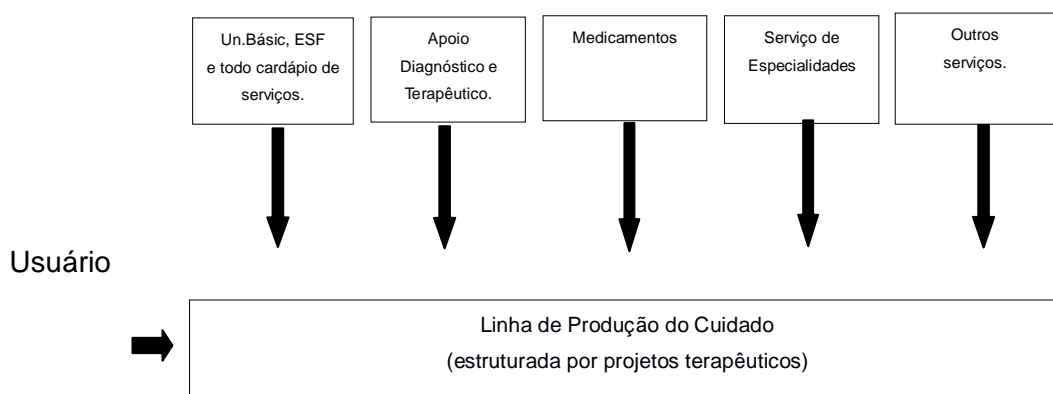 Un.Básic, ESF
e todo cardápio de
serviços.
Apoio
Diagnóstico e
Terapêutico.
Medicamentos
Serviço de
Especialidades
Outros
serviços.
Usuário
Linha de Produção do Cuidado
(estruturada por projetos terapêuticos)